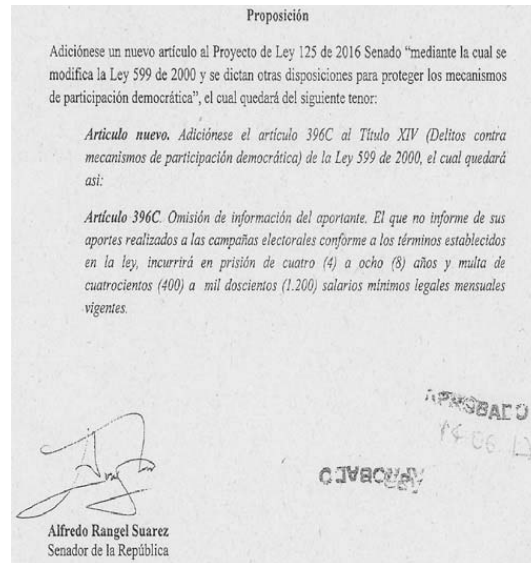 Proposición
Adiciónese un nuevo artículo al Proyecto de Ley 125 de 2016 Senado "mediante la cual se
modifica la Ley 599 de 2000 y se dictan otras disposiciones para proteger los mecanismos
de participación democrática", el cual quedará del siguiente tenor:
Articulo nuevo. Adiciónese el artículo 396C al Título XIV (Delitos contra
mecanismos de participación democrática) de la Ley 599 de 2000, el cual quedará
asi:
Artículo 396C. Omisión de información del aportante. El que no informe de sus
aportes realizados a las campañas electorales conforme a los términos establecidos
en la ley, incurrirá en prisión de cuatro (4) a ocho (8) años y multa de
cuatrocientos (400) a mil doscientos (1.200) salarios mínimos legales mensuales
vigentes.
APROBADO
Alfredo Rangel Suarez
Senador de la República